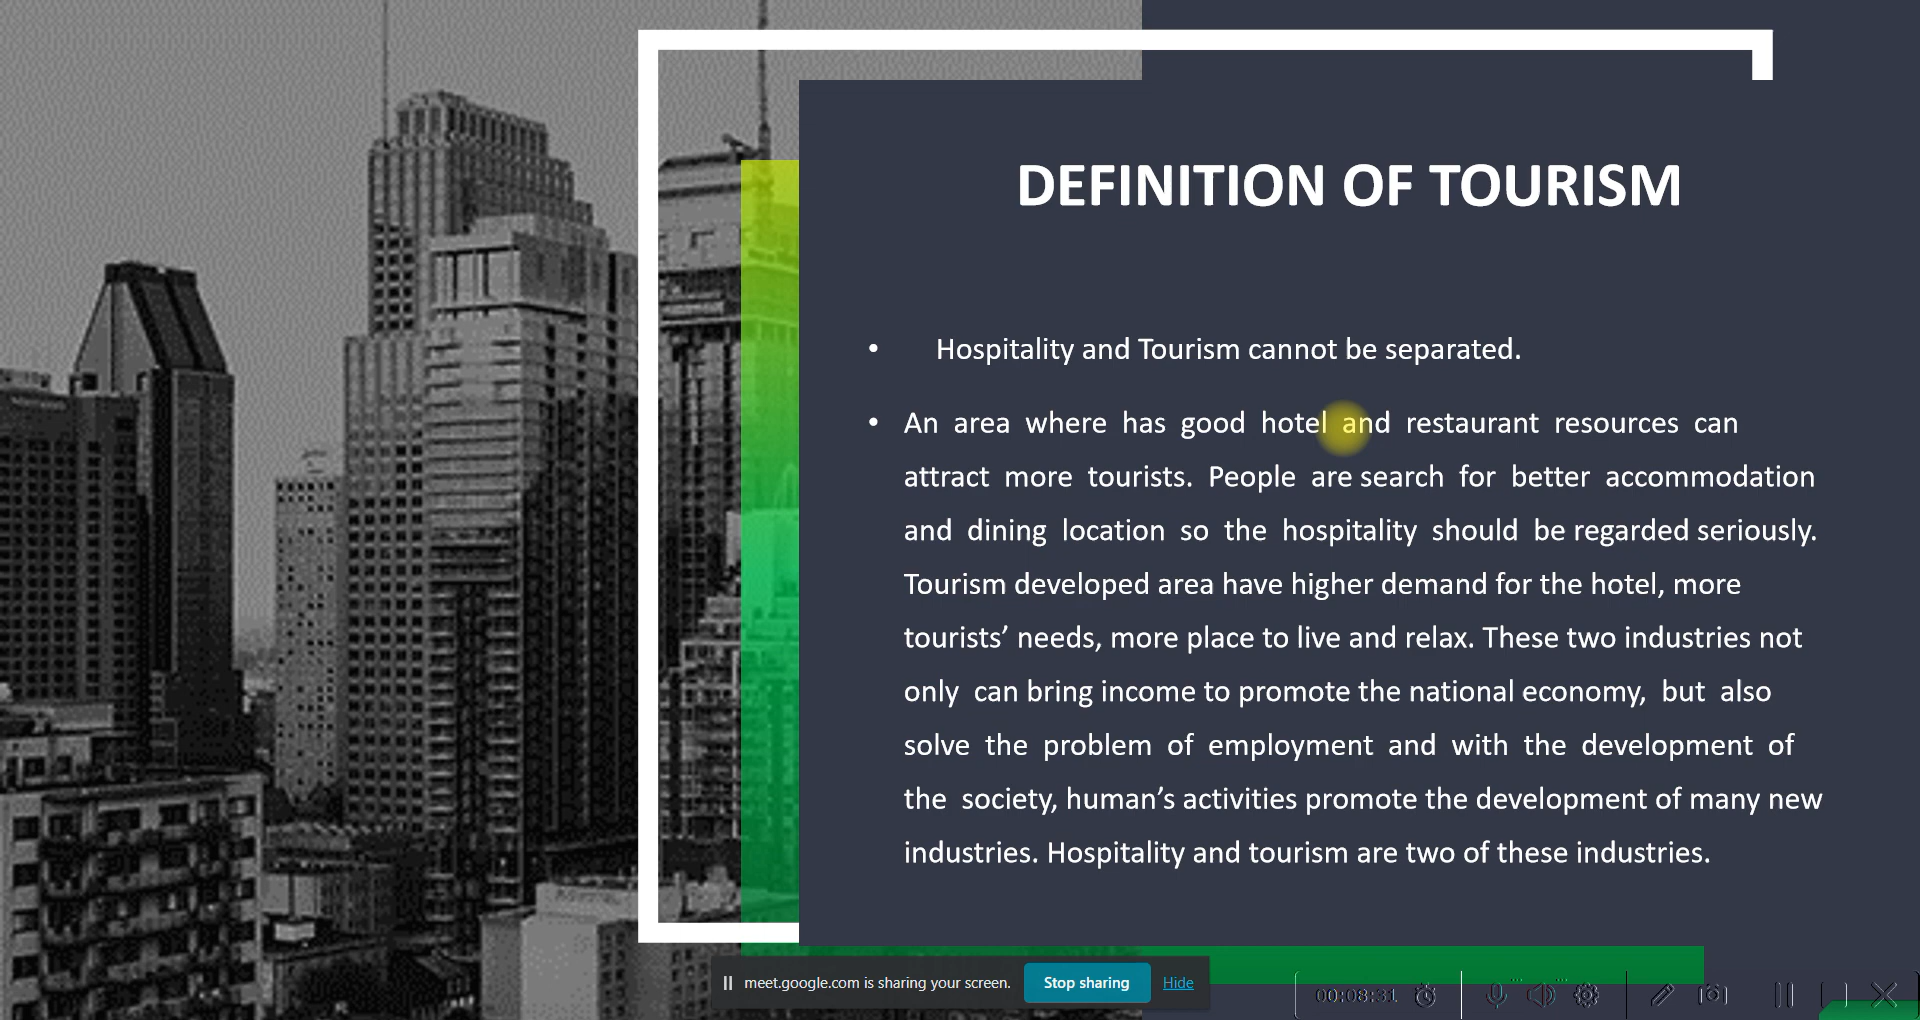 DEFINITION OF TOURISM
• Hospitality and Tourism cannot be separated.
• An area where has good hotel and restaurant resources can
attract more tourists. People are search for better accommodation
and dining location so the hospitality should be regarded seriously.
Tourism developed area have higher demand for the hotel, more
tourists’ needs, more place to live and relax. These two industries not
only can bring income to promote the national economy, but also
solve the problem of employment and with the development of
the society, human’s activities promote the development of many new
industries. Hospitality and tourism are two of these industries.
meet.google.com is sharing your screen. Stop sharing Hide
00:08:31